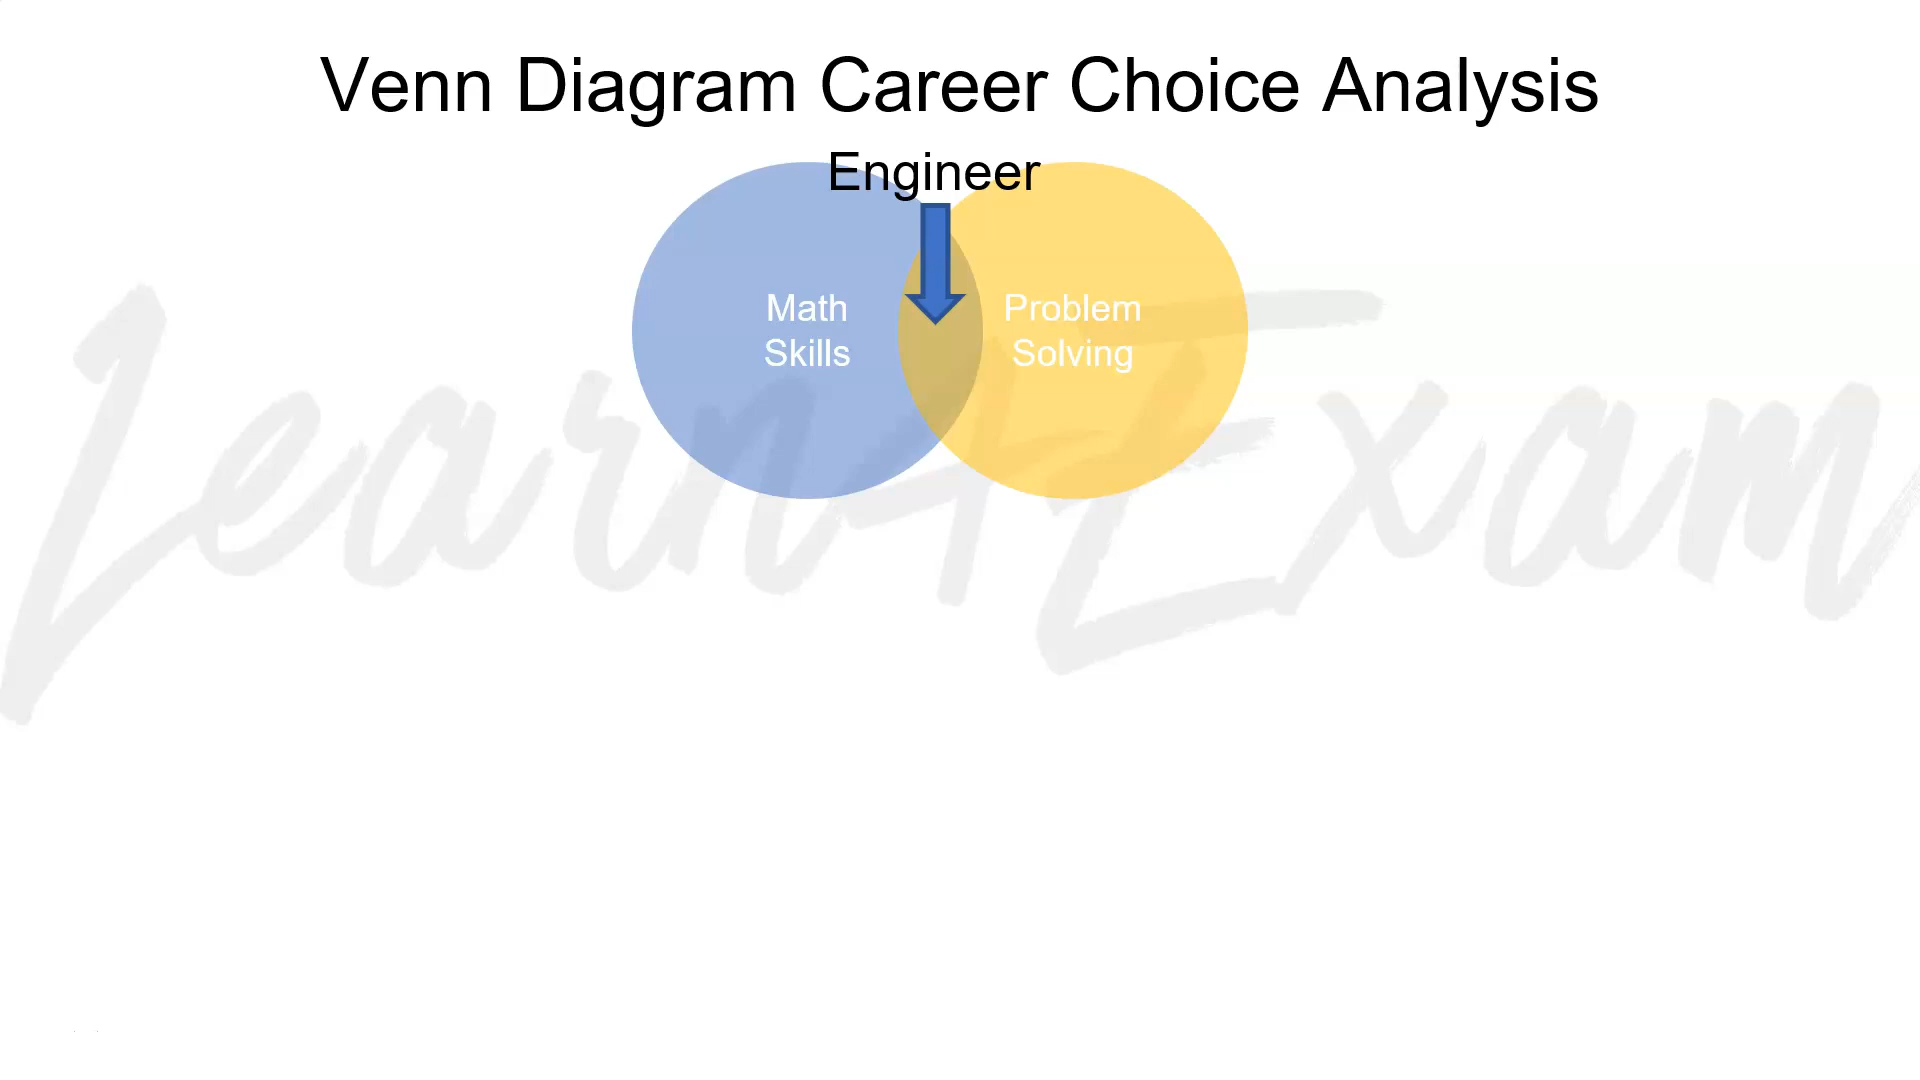 Venn Diagram Career Choice Analysis
Engineer
Math
Skills
Problem
Solving
Learn4Exam